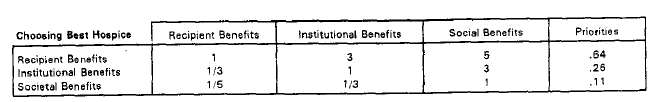 Choosing Best Hospice Recipient Benefits Institutional Benefits Social Benefits Priorities
Recipient Benefits 1 3 5 .64
Institutional Benefits 1/3 1 3 .26
Societal Benefits 1/5 1/3 1 .11